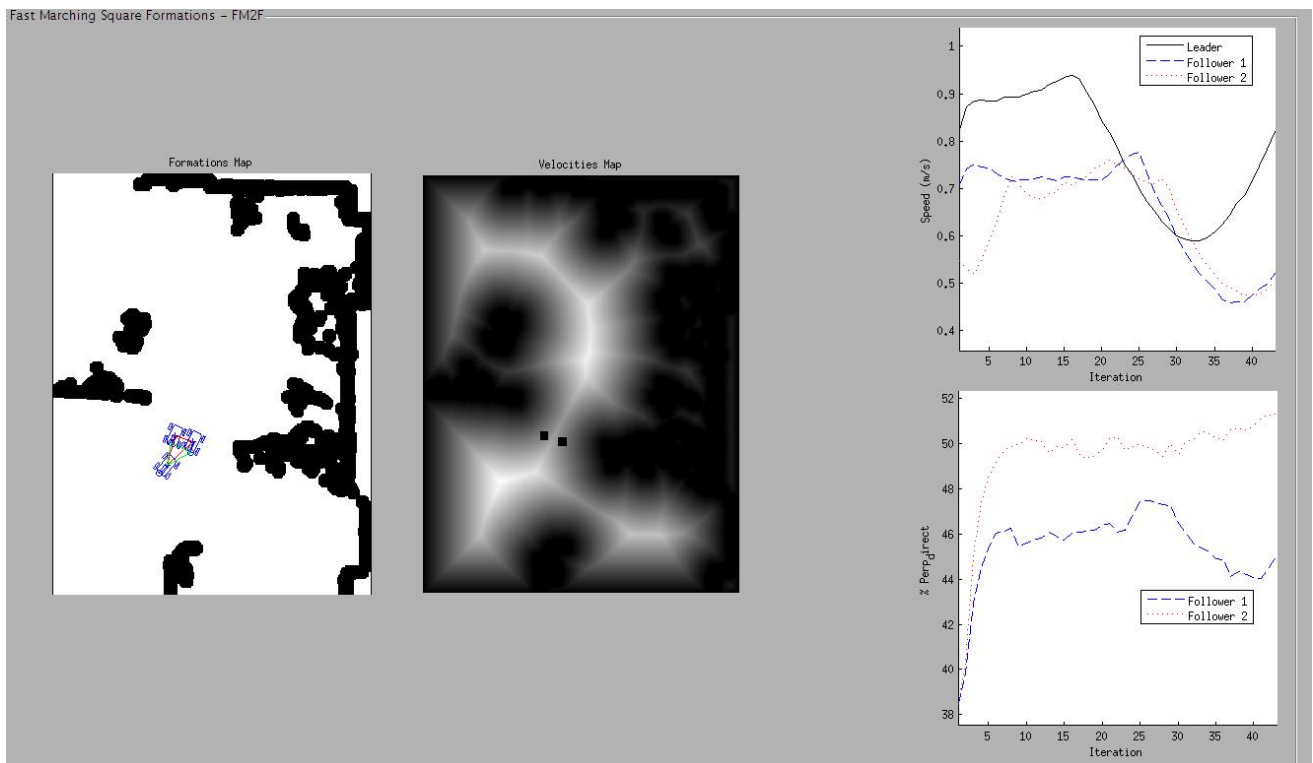 Fast Marching Square Formations - FM2F
Formations Map
Velocities Map
Leader
Follower 1
Follower 2
1
0.9
0.8
0.7
0.6
0.5
0.4
Speed (m/s)
5 10 15 20 25 30 35 40
Iteration
52
50
48
46
44
42
40
38
% Perp_direct
Follower 1
Follower 2
5 10 15 20 25 30 35 40
Iteration